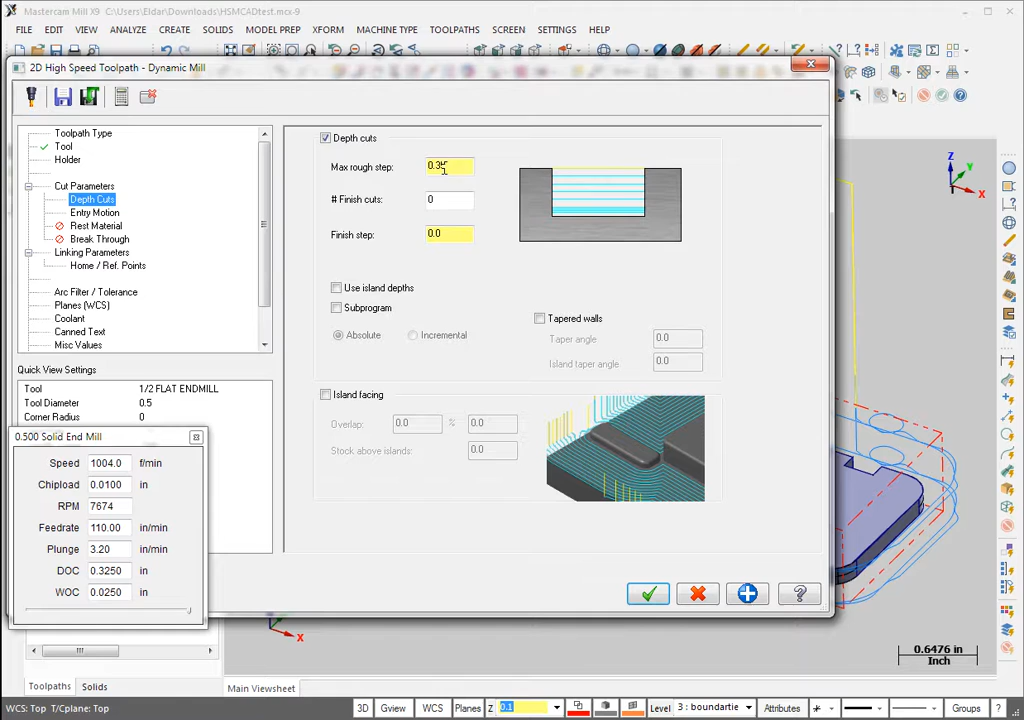 Mastercam Mill X9 - C:\Users\Eldar\Downloads\HSMCADtest.mcx-9
FILE EDIT VIEW ANALYZE CREATE SOLIDS MODEL PREP XFORM MACHINE TYPE TOOLPATHS SCREEN SETTINGS HELP
2D High Speed Toolpath - Dynamic Mill
Toolpath Type
Tool
Holder
Cut Parameters
Depth Cuts
Entry Motion
Rest Material
Break Through
Linking Parameters
Home / Ref. Points
Arc Filter / Tolerance
Planes (WCS)
Coolant
Canned Text
Misc Values
Quick View Settings
Tool 1/2 FLAT ENDMILL
Tool Diameter 0.5
Corner Radius 0
0.500 Solid End Mill
Speed 1004.0 f/min
Chipload 0.0100 in
RPM 7674
Feedrate 110.00 in/min
Plunge 3.20 in/min
DOC 0.3250 in
WOC 0.0250 in
Depth cuts
Max rough step:
# Finish cuts: 0
Finish step: 0.0
Use island depths
Subprogram
Absolute Incremental
Tapered walls
Taper angle 0.0
Island taper angle 0.0
Island facing
Overlap: 0.0 % 0.0
Stock above islands: 0.0
Z
Y
X
X
0.6476 in
Inch
Toolpaths Solids
Main Viewsheet
WCS: Top T/Cplane: Top 3D Gview WCS Planes Z 0.1 Level 3 : boundarie Attributes Groups ?